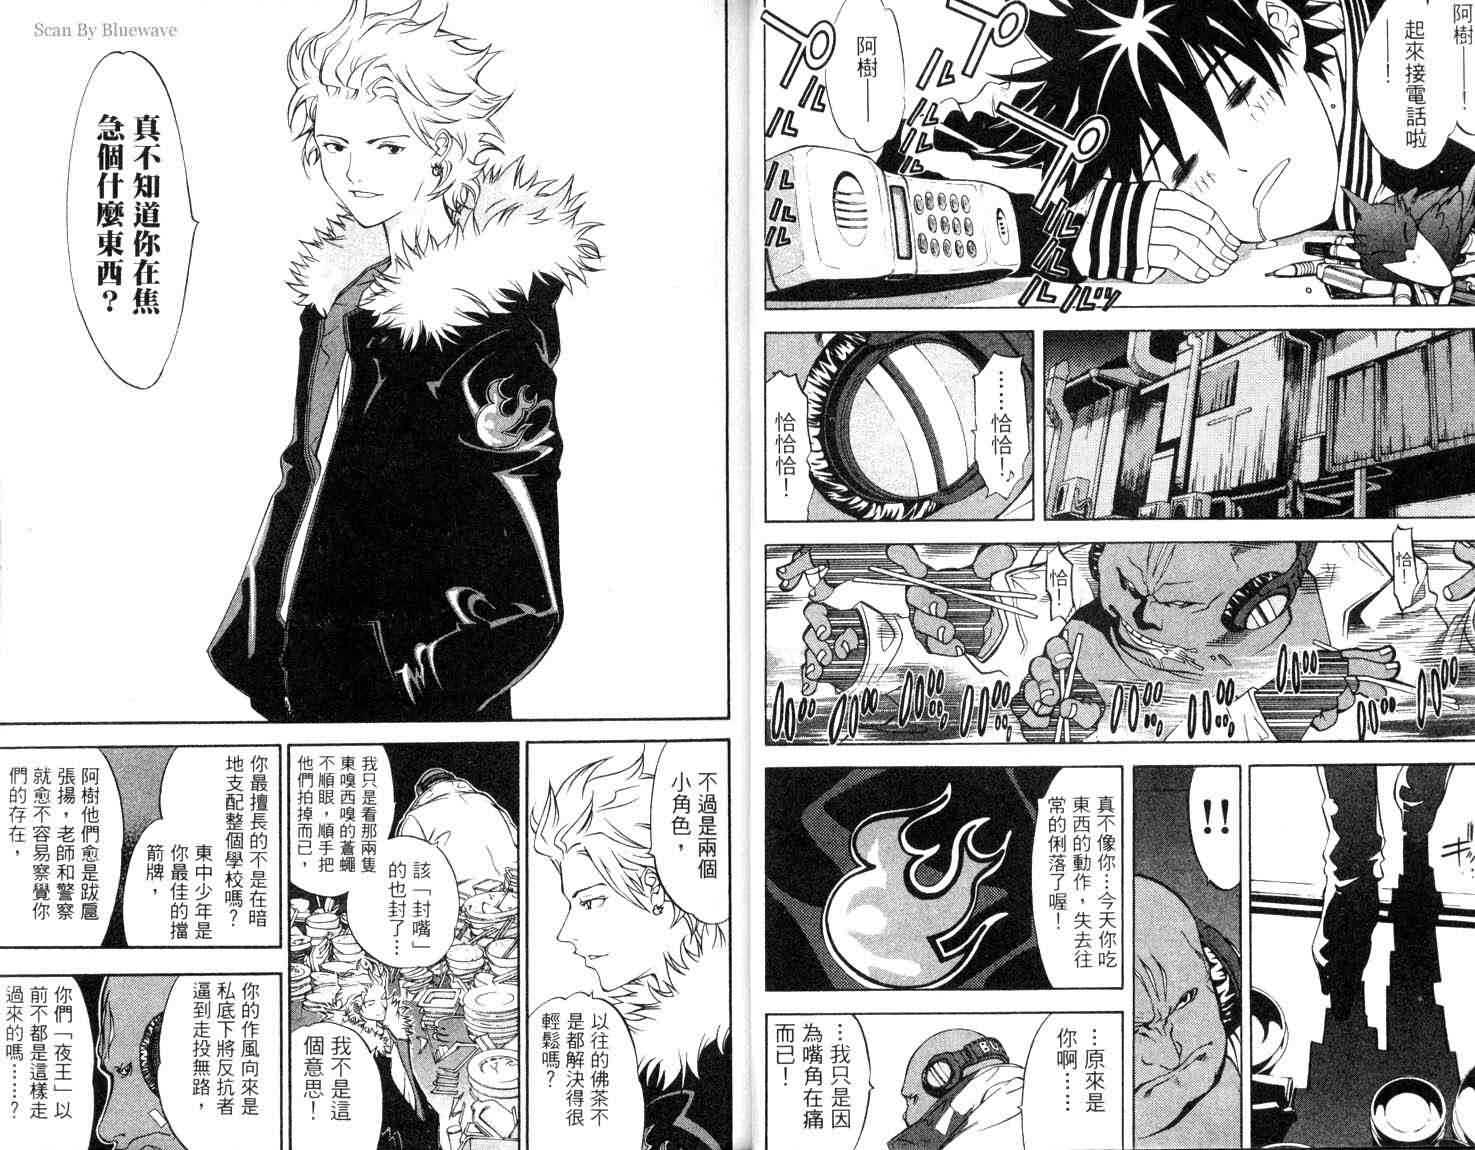 Scan By Bluewave
阿樹
——！
起來接電話啦
——！
阿樹——
……恰恰！♪
恰恰恰！
恰！
恰！
!!
真不像你…今天你吃
東西的動作，失去往
常的俐落了喔！
…原來是
你啊……
…我只是因
為嘴角在痛
而已！
BO
真不知道你在焦
急個什麼東西？
不過是兩個
小角色，
以往的佛茶不
是都解決得很
輕鬆嗎？
我只是看那兩隻
東嗅西嗅的蒼蠅
不順眼，順手把
他們拍掉而已，
該「封嘴」
的也封了…
我不是這
個意思！
你最擅長的不是在暗
地支配整個學校嗎？
東中少年是
你最佳的擋
箭牌，
阿樹他們愈是跋扈
張揚，老師和警察
就愈不容易察覺你
們的存在，
你的作風向來是
私底下將反抗者
逼到走投無路，
你們「夜王」以
前不都是這樣走
過來的嗎……？